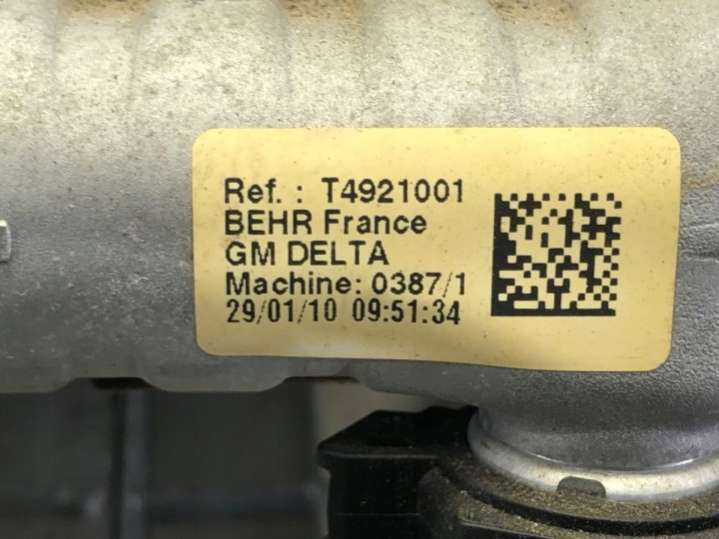 Ref. : T4921001
BEHR France
GM DELTA
Machine: 0387/1
29/01/10 09:51:34